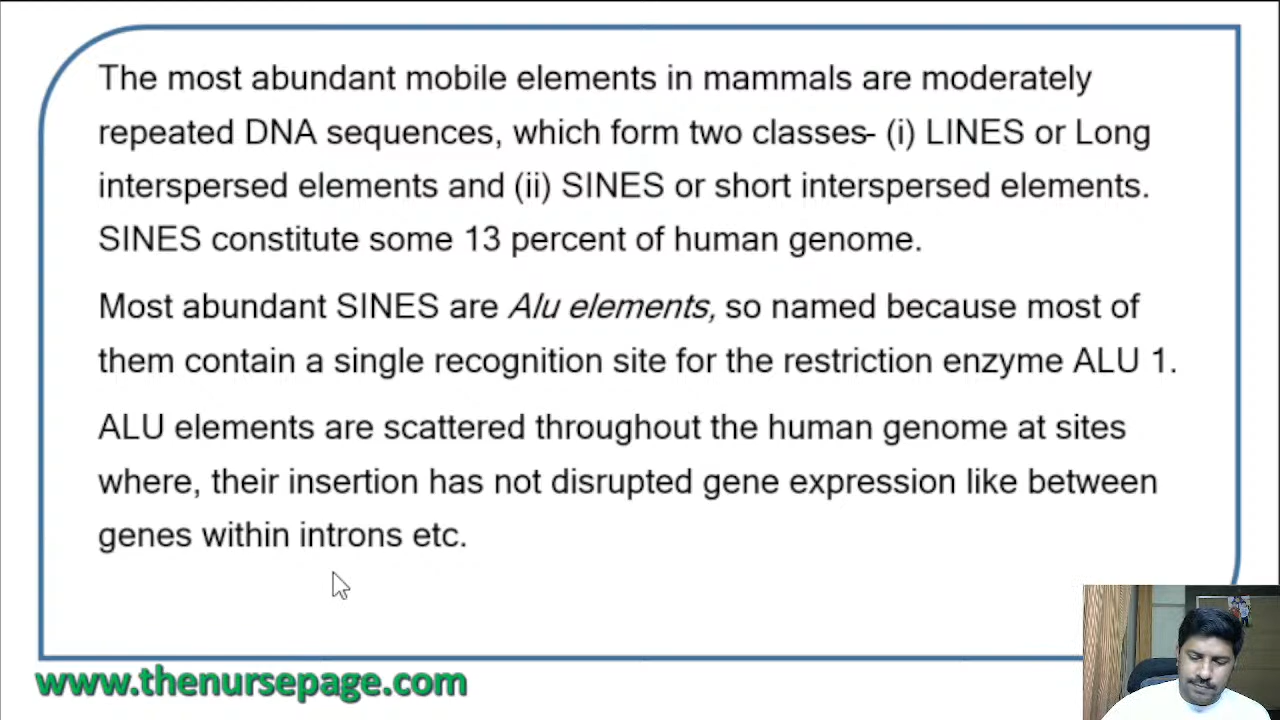 The most abundant mobile elements in mammals are moderately
repeated DNA sequences, which form two classes- (i) LINES or Long
interspersed elements and (ii) SINES or short interspersed elements.
SINES constitute some 13 percent of human genome.
Most abundant SINES are Alu elements, so named because most of
them contain a single recognition site for the restriction enzyme ALU 1.
ALU elements are scattered throughout the human genome at sites
where, their insertion has not disrupted gene expression like between
genes within introns etc.
www.thenursepage.com